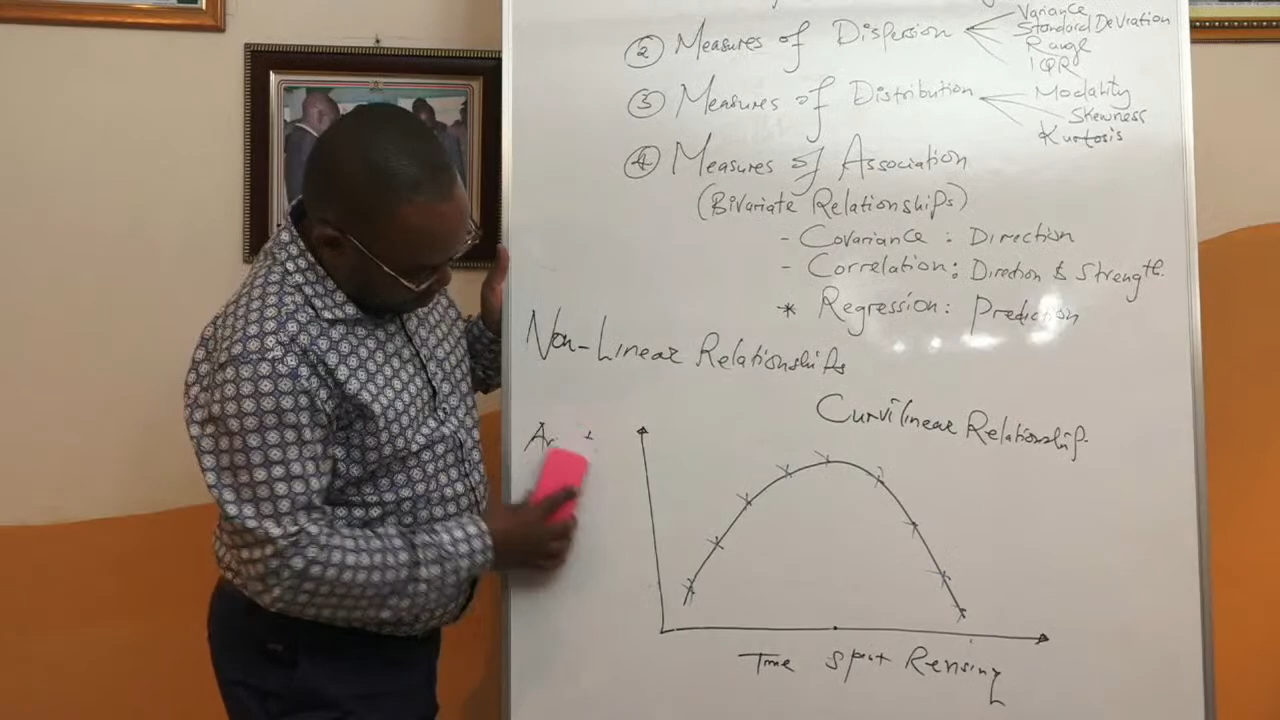 Variance
② Measures of Dispersion
Standard Deviation
Range
IQR
③ Measures of Distribution
Modality
Skewness
Kurtosis
④ Measures of Association
(Bivariate Relationships)
- Covariance : Direction
- Correlation: Direction & Strength.
* Regression: Prediction
Non-Linear Relationships
Curvilinear Relationship.
Time spent Revising